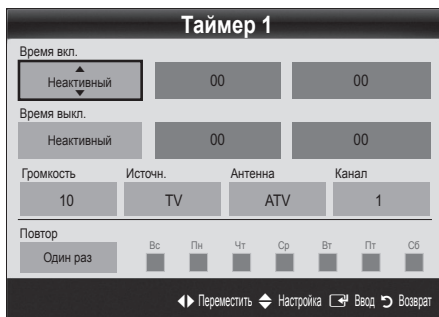 Таймер 1
Время вкл.
Неактивный 00 00
Время выкл.
Неактивный 00 00
Громкость Источн. Антенна Канал
10 TV ATV 1
Повтор
Вс Пн Чт Ср Вт Пт Сб
Один раз
Переместить Настройка Ввод Возврат